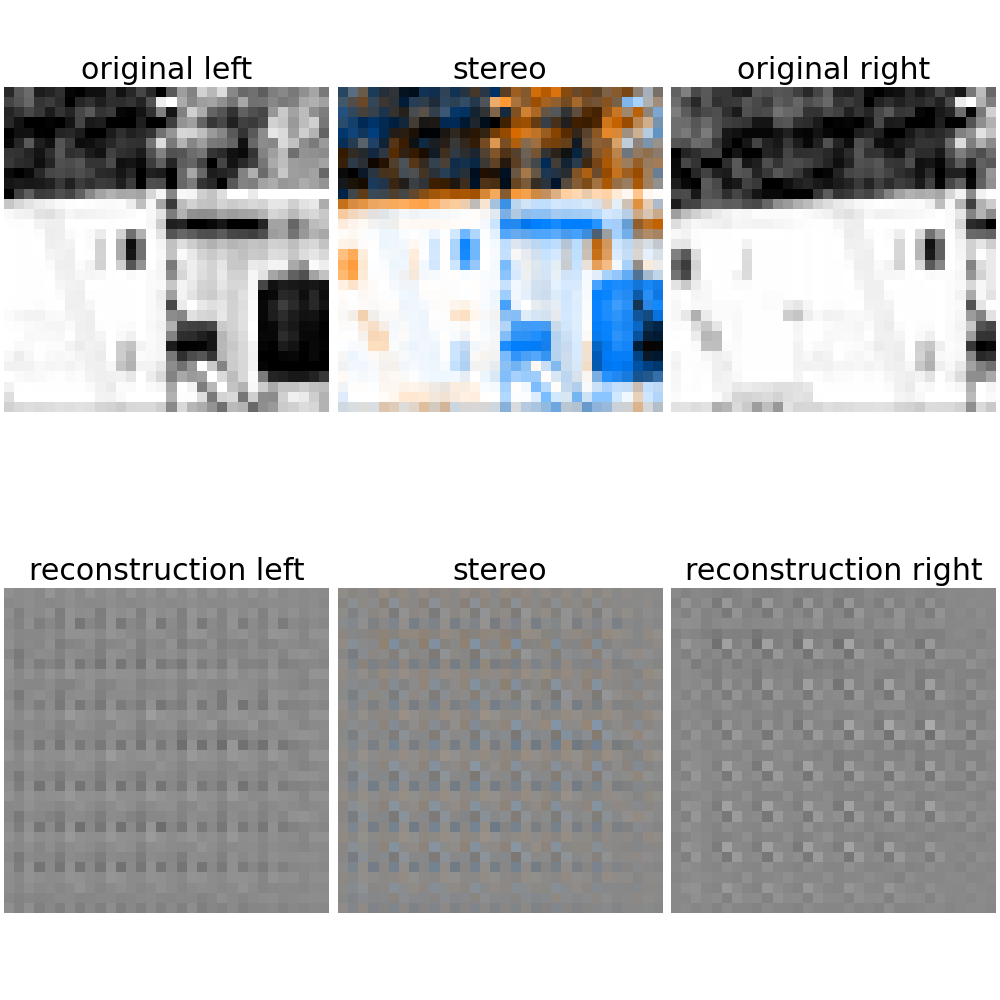 original left
stereo
original right
reconstruction left
stereo
reconstruction right